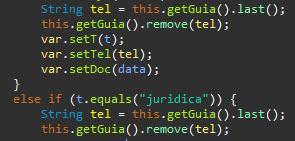 String tel = this.getGuia().last();
this.getGuia().remove(tel);
var.setT(t);
var.setTel(tel);
var.setDoc(data);
}
else if (t.equals("juridica")) {
String tel = this.getGuia().last();
this.getGuia().remove(tel);